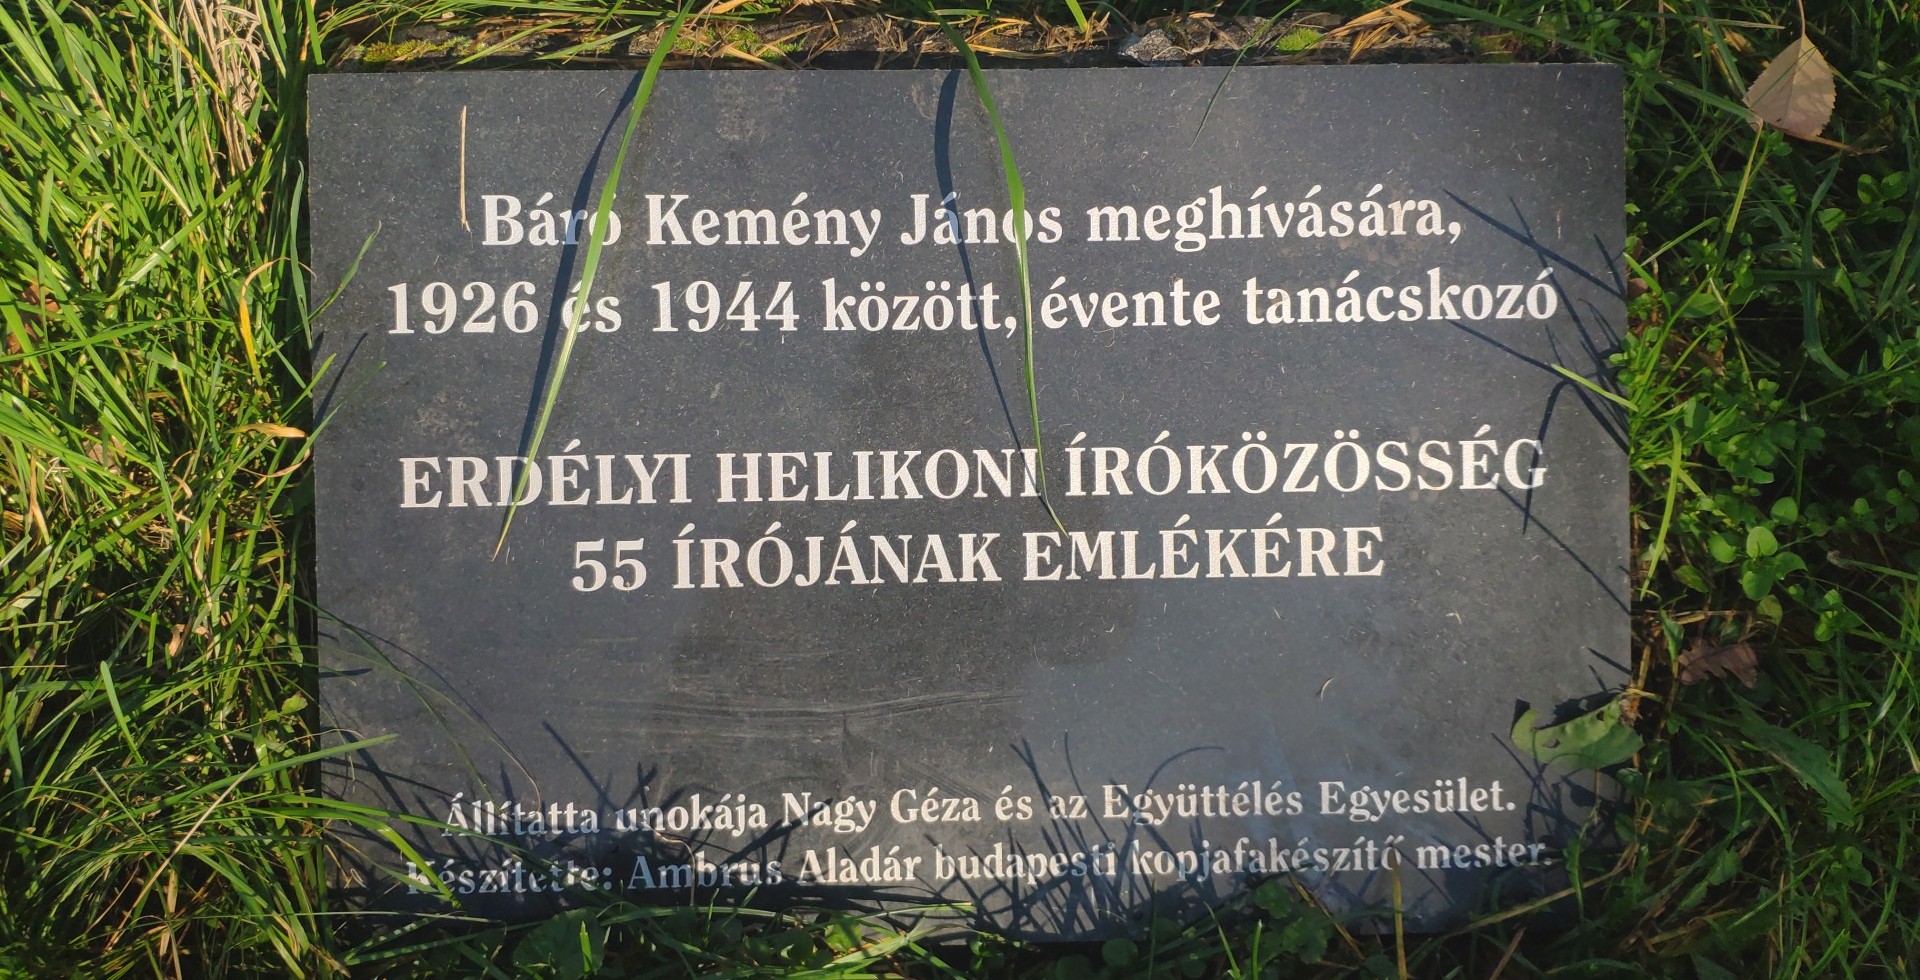 Báró Kemény János meghívására,
1926 és 1944 között, évente tanácskozó
ERDÉLYI HELIKONI ÍRÓKÖZÖSSÉG
55 ÍRÓJÁNAK EMLÉKÉRE
Állítatta unokája Nagy Géza és az Együttélés Egyesület.
Készítette: Ambrus Aladár budapesti kopjafakészítő mester.